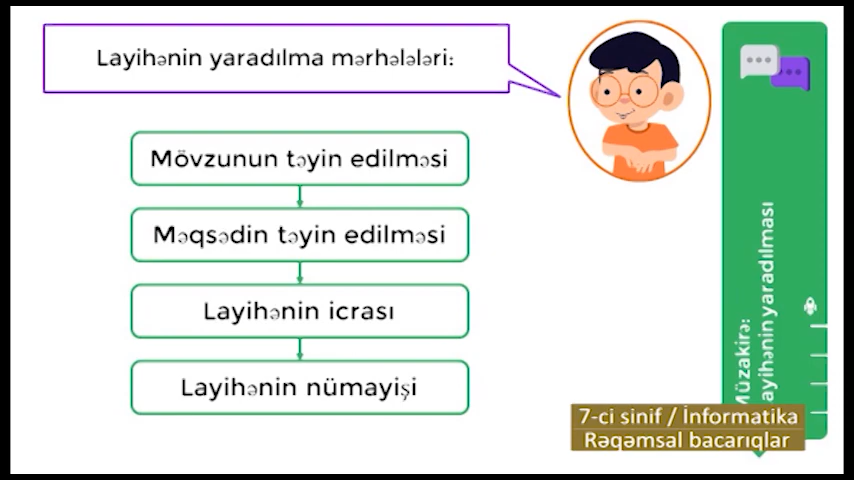 Layihənin yaradılma mərhələləri:
Mövzunun təyin edilməsi
Məqsədin təyin edilməsi
Layihənin icrası
Layihənin nümayişi
Müzakirə:
layihənin yaradılması
7-ci sinif / İnformatika
Rəqəmsal bacarıqlar